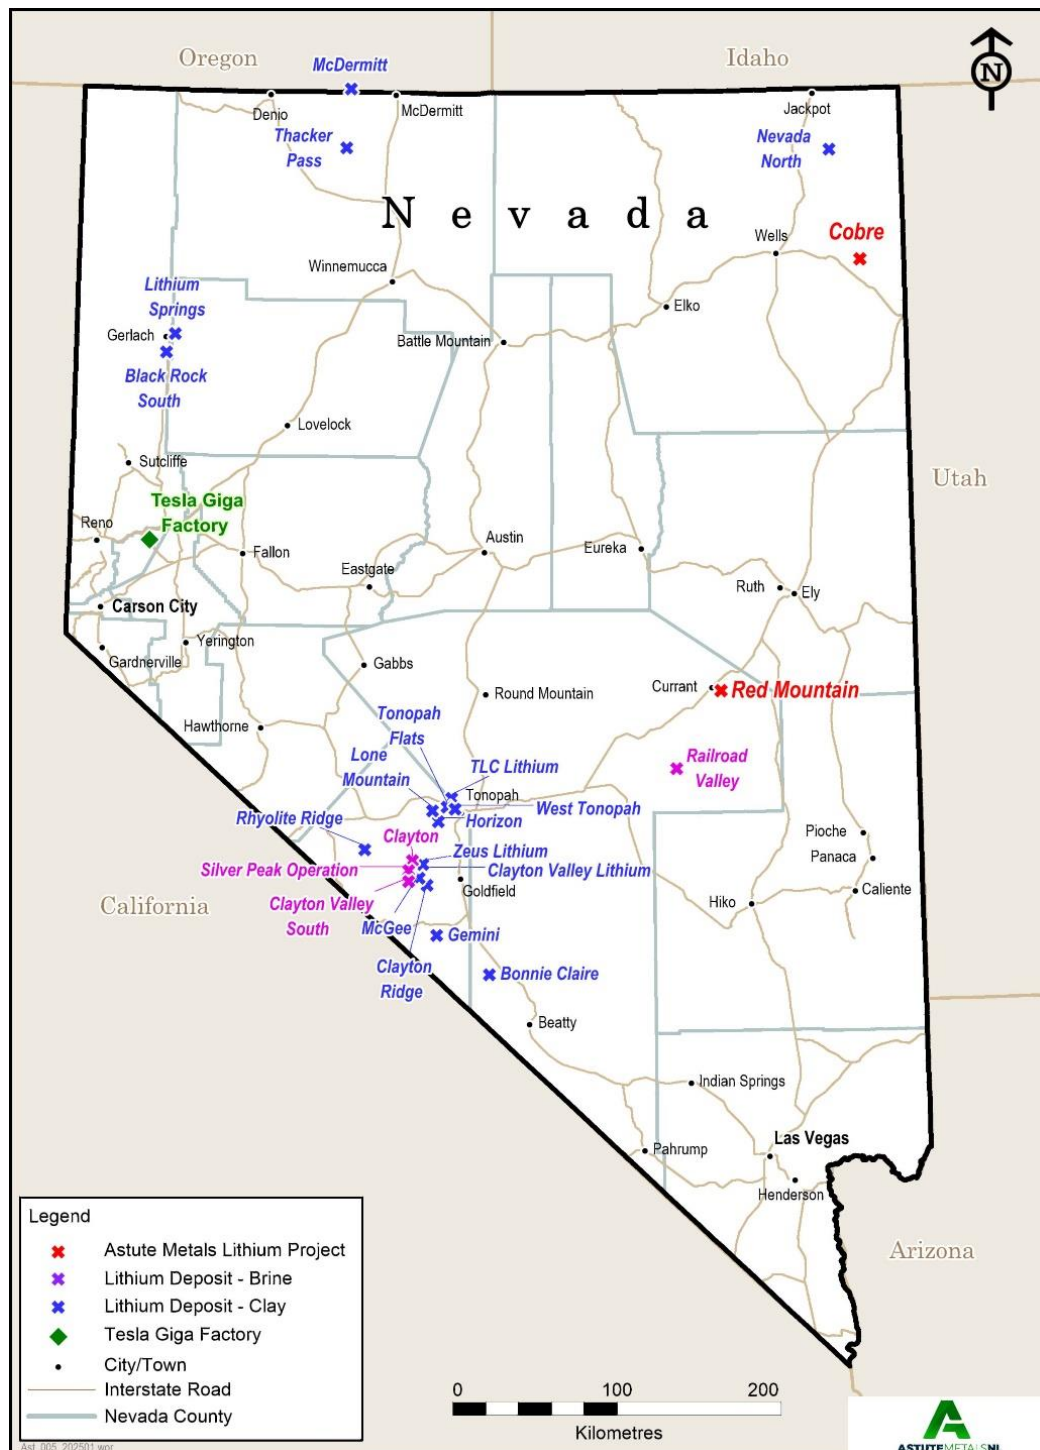 Oregon
Idaho
McDermitt
N
Denio
McDermitt
Jackpot
Thacker
Pass
Nevada
North
Nevada
Wells
Cobre
Winnemucca
Lithium
Springs
Elko
Gerlach
Battle Mountain
Black Rock
South
Lovelock
Sutcliffe
Utah
Tesla Giga
Factory
Reno
Fallon
Austin
Eureka
Eastgate
Ruth
Ely
Carson City
Yerington
Gardnerville
Gabbs
Currant
Red Mountain
Round Mountain
Tonopah
Flats
Hawthorne
Lone
Mountain
TLC Lithium
Railroad
Valley
Tonopah
West Tonopah
Rhyolite Ridge
Horizon
Clayton
Pioche
Zeus Lithium
Panaca
Silver Peak Operation
Clayton Valley Lithium
Goldfield
Caliente
California
Clayton Valley
South
Hiko
McGee
Gemini
Clayton
Ridge
Bonnie Claire
Beatty
Indian Springs
Las Vegas
Pahrump
Henderson
Arizona
Legend
Astute Metals Lithium Project
Lithium Deposit - Brine
Lithium Deposit - Clay
Tesla Giga Factory
City/Town
Interstate Road
Nevada County
0 100 200
Kilometres
ASTUTEMETALSNL
Ast_005_202501.wor